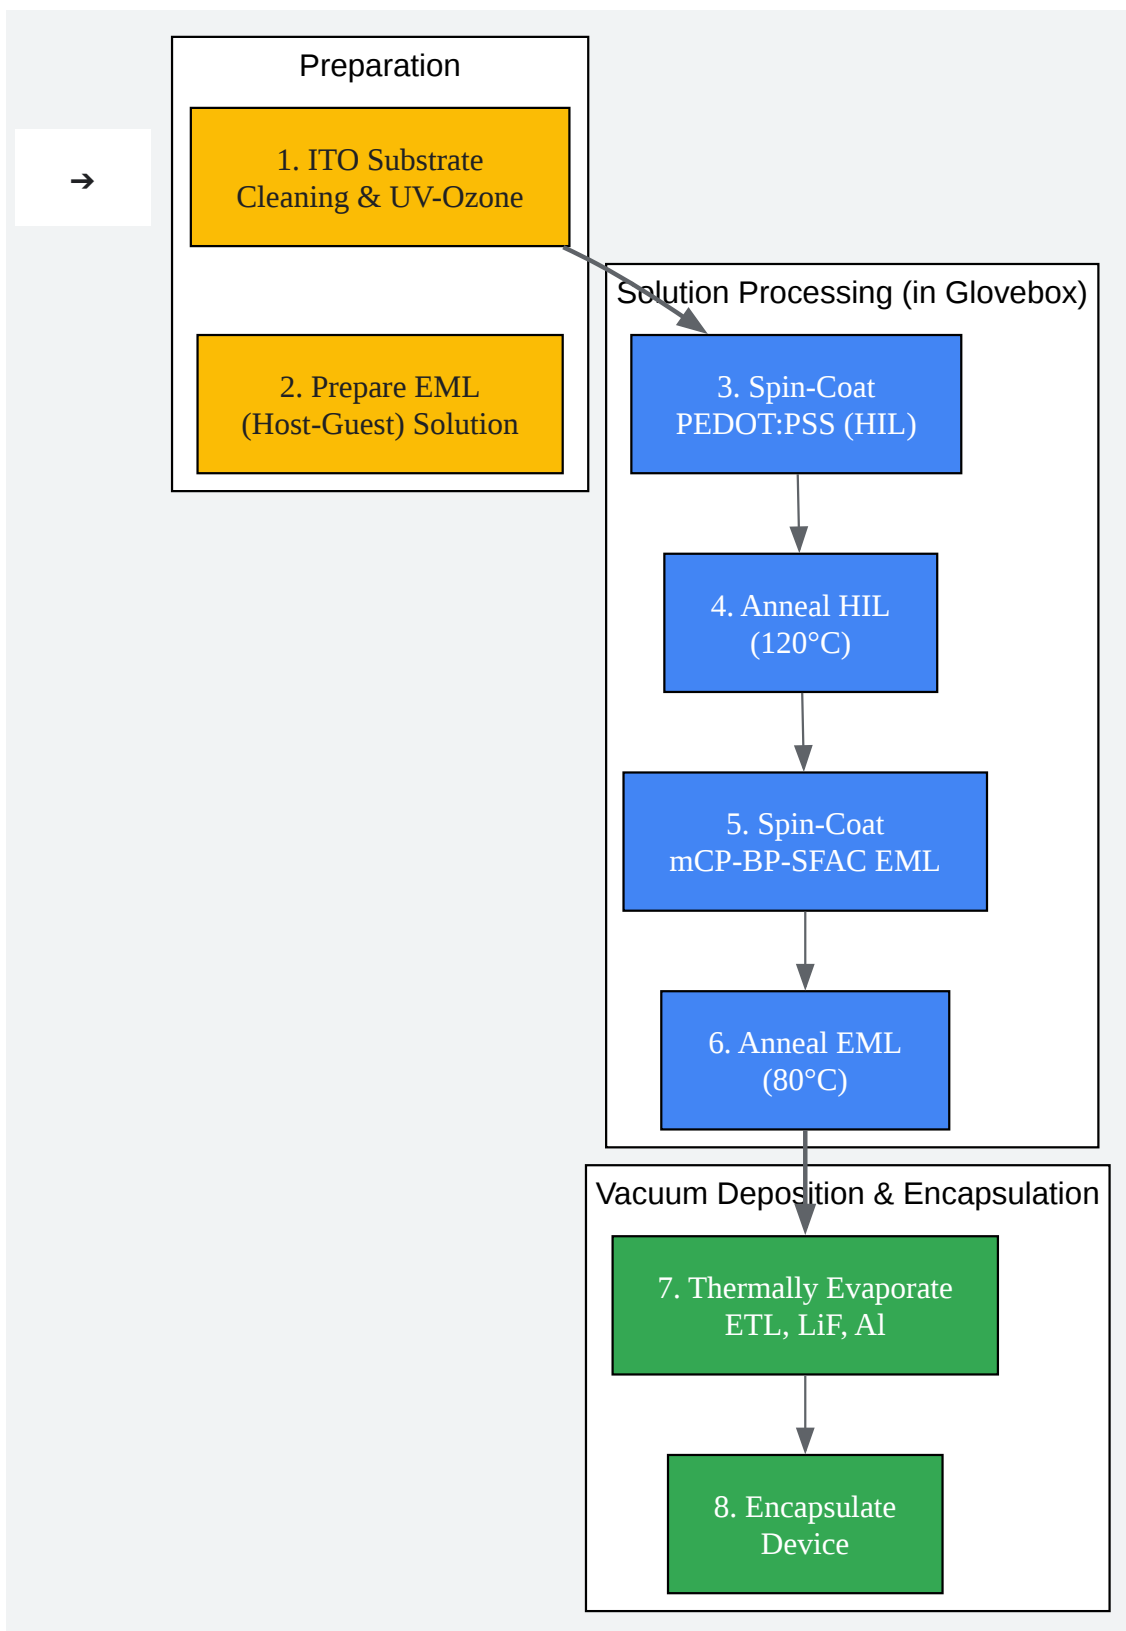 Preparation
➔
1. ITO Substrate
Cleaning & UV-Ozone
2. Prepare EML
(Host-Guest) Solution
Solution Processing (in Glovebox)
3. Spin-Coat
PEDOT:PSS (HIL)
4. Anneal HIL
(120°C)
5. Spin-Coat
mCP-BP-SFAC EML
6. Anneal EML
(80°C)
Vacuum Deposition & Encapsulation
7. Thermally Evaporate
ETL, LiF, Al
8. Encapsulate
Device